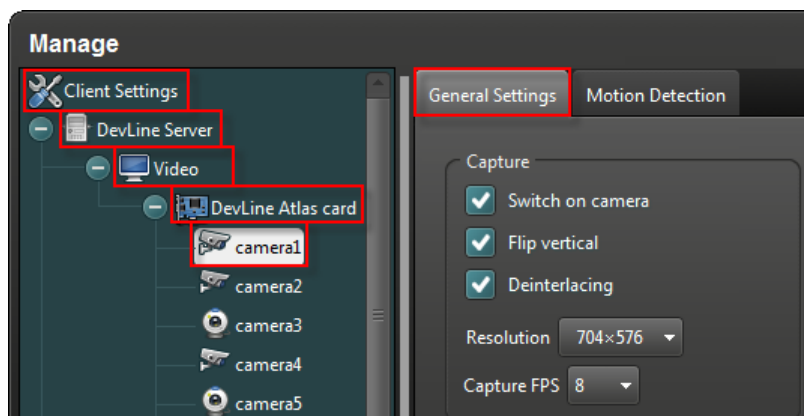 Manage
Client Settings
DevLine Server
Video
DevLine Atlas card
camera1
camera2
camera3
camera4
camera5
General Settings
Motion Detection
Capture
Switch on camera
Flip vertical
Deinterlacing
Resolution 704×576
Capture FPS 8